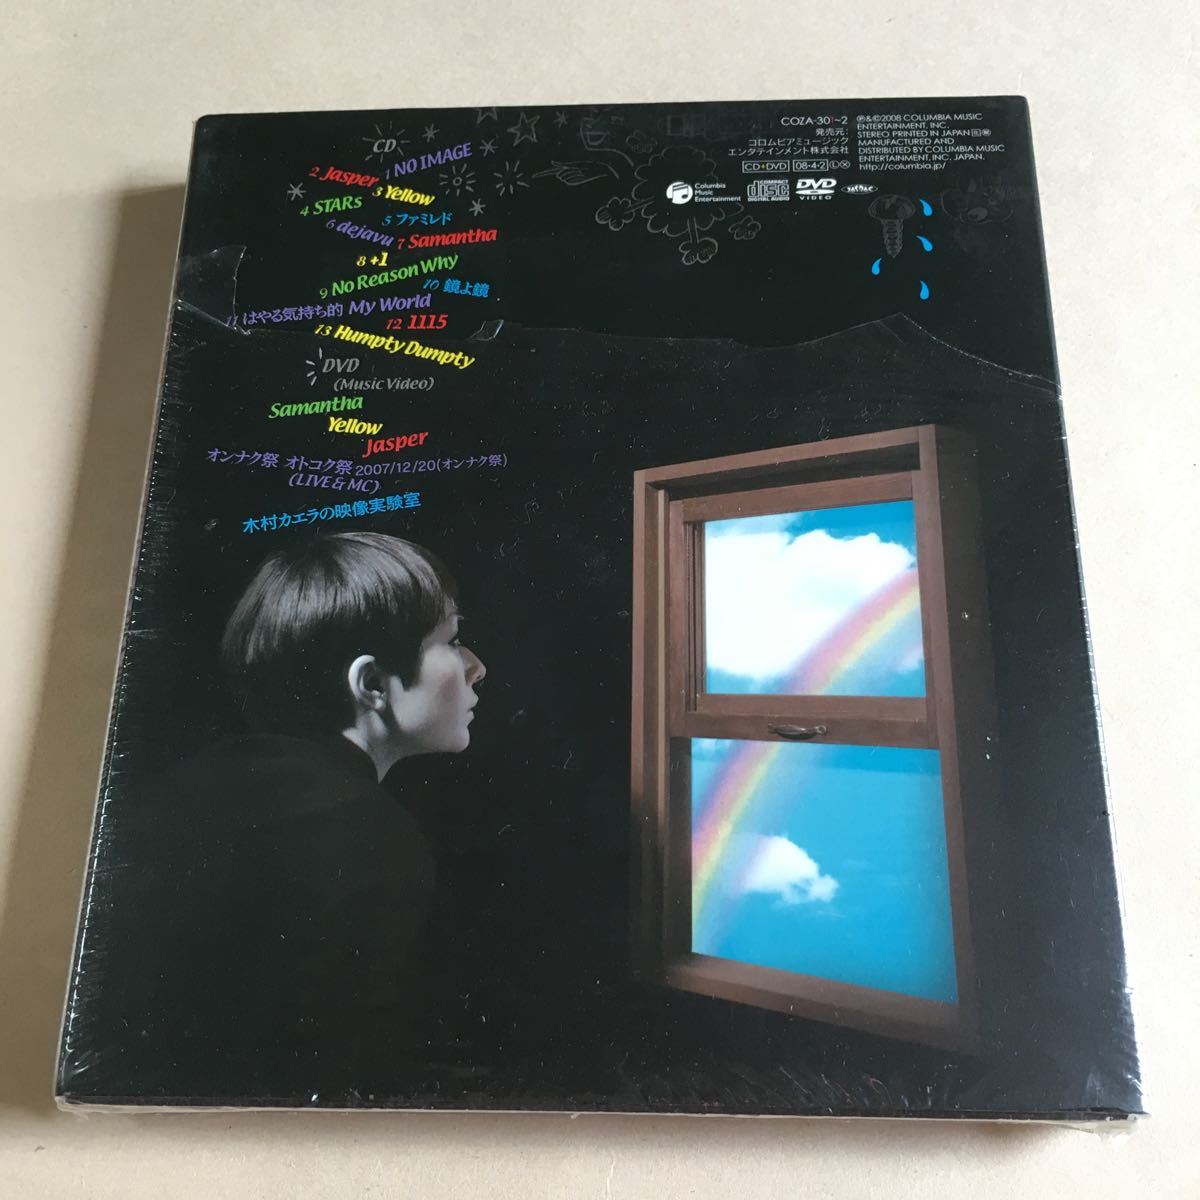 CD
1 NO IMAGE
2 Jasper
3 Yellow
4 STARs
5 ファミレド
6 dejavu
7 Samantha
8 +1
9 No Reason Why
10 鏡よ鏡
11 はやる気持ち的 My World
12 1115
13 Humpty Dumpty
DVD
(Music Video)
Samantha
Yellow
Jasper
オンナク祭 オトコク祭 2007/12/20(オンナク祭)
(LIVE & MC)
木村カエラの映像実験室
COZA-301~2
発売元:
コロムビアミュージック
エンタテインメント株式会社
CD+DVD 08・4・2 Ⓛ Ⓧ
℗&©2008 COLUMBIA MUSIC
ENTERTAINMENT, INC.
STEREO PRINTED IN JAPAN
MANUFACTURED AND
DISTRIBUTED BY COLUMBIA MUSIC
ENTERTAINMENT, INC. JAPAN.
http://columbia.jp/
Columbia
Music
Entertainment
COMPACT
disc
DIGITAL AUDIO
DVD
VIDEO
JASRAC